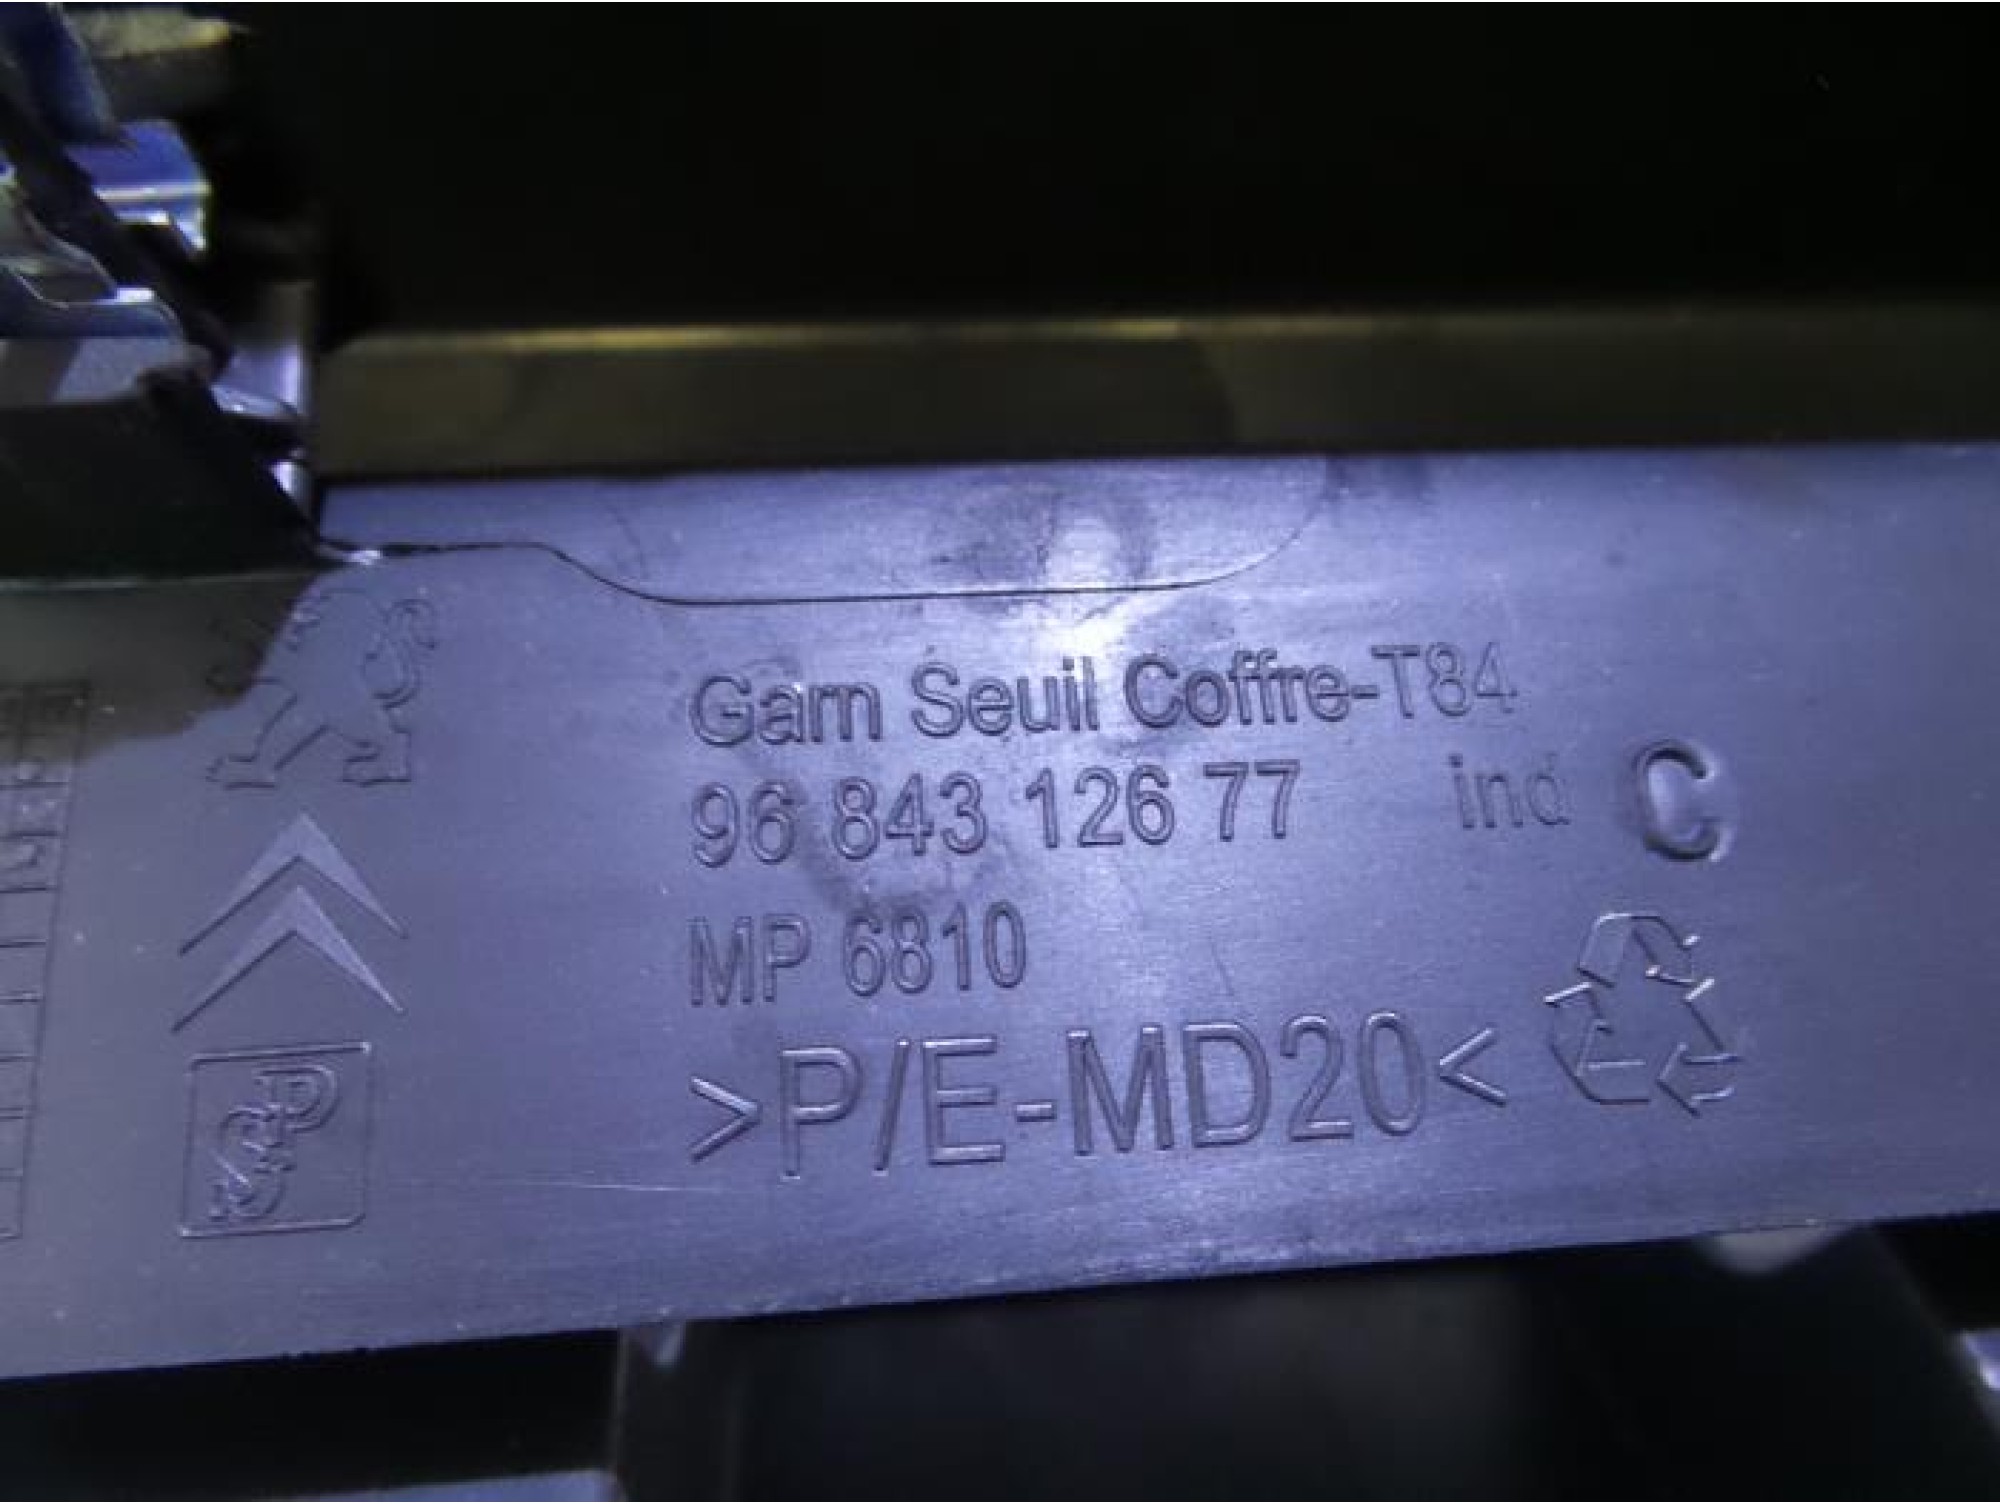 Garn Seuil Coffre-T84
96 843 126 77 ind C
MP 6810
>P/E-MD20<